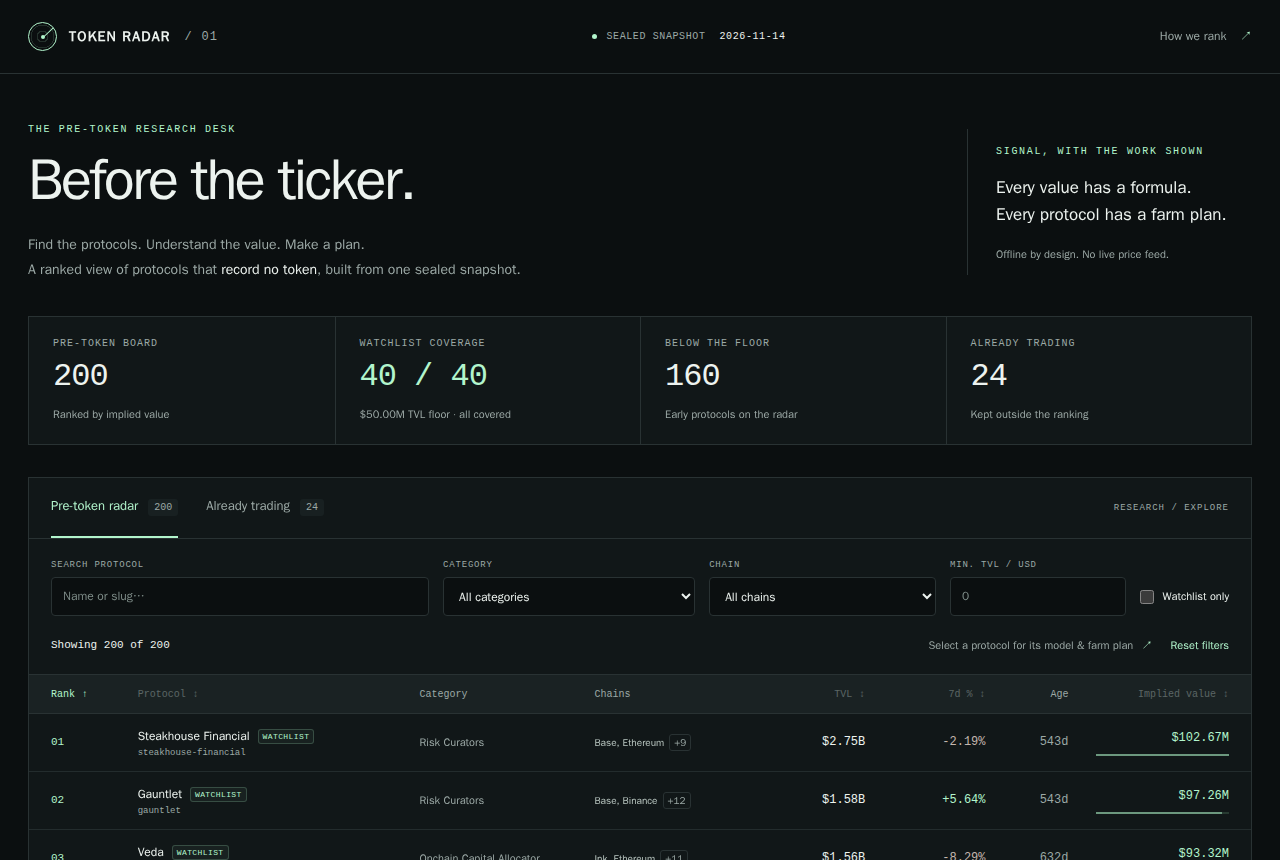 TOKEN RADAR / 01
SEALED SNAPSHOT 2026-11-14
How we rank ↗
THE PRE-TOKEN RESEARCH DESK
Before the ticker.
Find the protocols. Understand the value. Make a plan.
A ranked view of protocols that record no token, built from one sealed snapshot.
SIGNAL, WITH THE WORK SHOWN
Every value has a formula.
Every protocol has a farm plan.
Offline by design. No live price feed.
PRE-TOKEN BOARD
200
Ranked by implied value
WATCHLIST COVERAGE
40 / 40
$50.00M TVL floor · all covered
BELOW THE FLOOR
160
Early protocols on the radar
ALREADY TRADING
24
Kept outside the ranking
Pre-token radar 200
Already trading 24
RESEARCH / EXPLORE
SEARCH PROTOCOL
Name or slug…
CATEGORY
All categories
CHAIN
All chains
MIN. TVL / USD
0
Watchlist only
Showing 200 of 200
Select a protocol for its model & farm plan ↗
Reset filters
Rank ↑ Protocol ↕ Category Chains TVL ↕ 7d % ↕ Age Implied value ↕
01 Steakhouse Financial WATCHLIST Risk Curators Base, Ethereum +9 $2.75B -2.19% 543d $102.67M
steakhouse-financial
02 Gauntlet WATCHLIST Risk Curators Base, Binance +12 $1.58B +5.64% 543d $97.26M
gauntlet
03 Veda WATCHLIST Onchain Capital Allocator Ink, Ethereum +11 $1.56B -8.29% 632d $93.32M